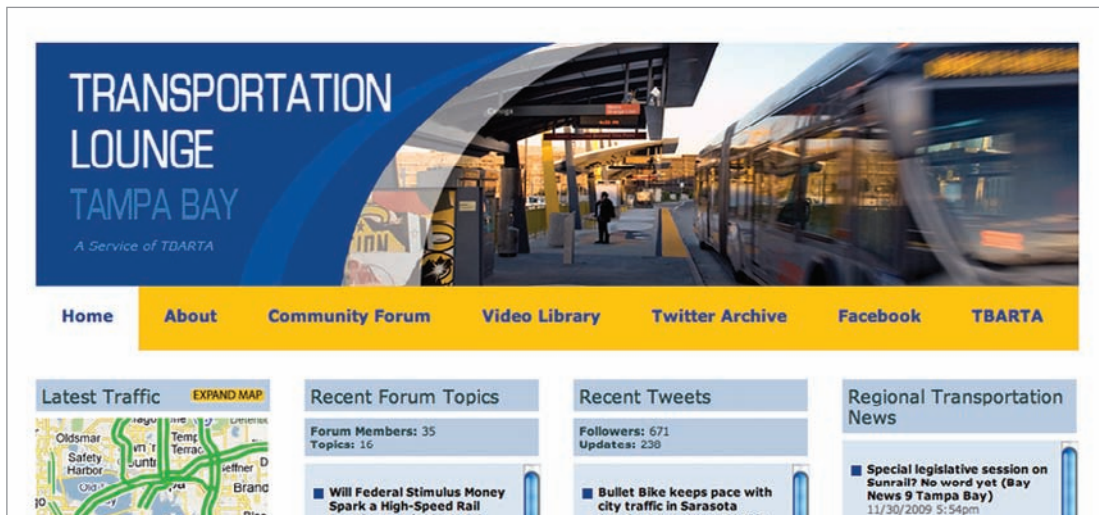 TRANSPORTATION
LOUNGE
TAMPA BAY
A Service of TBARTA
Home
About
Community Forum
Video Library
Twitter Archive
Facebook
TBARTA
Latest Traffic
EXPAND MAP
Oldsmar
Safety
Harbor
Brand
Recent Forum Topics
Forum Members: 35
Topics: 16
Will Federal Stimulus Money
Spark a High-Speed Rail
Recent Tweets
Followers: 671
Updates: 238
Bullet Bike keeps pace with
city traffic in Sarasota
Regional Transportation
News
Special legislative session on
Sunrail? No word yet (Bay
News 9 Tampa Bay)
11/30/2009 5:54pm